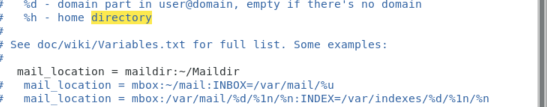 #   %d - domain part in user@domain, empty if there's no domain
#   %h - home directory
#
# See doc/wiki/Variables.txt for full list. Some examples:
#
  mail_location = maildir:~/Maildir
#   mail_location = mbox:~/mail:INBOX=/var/mail/%u
#   mail_location = mbox:/var/mail/%d/%1n/%n:INDEX=/var/indexes/%d/%1n/%n